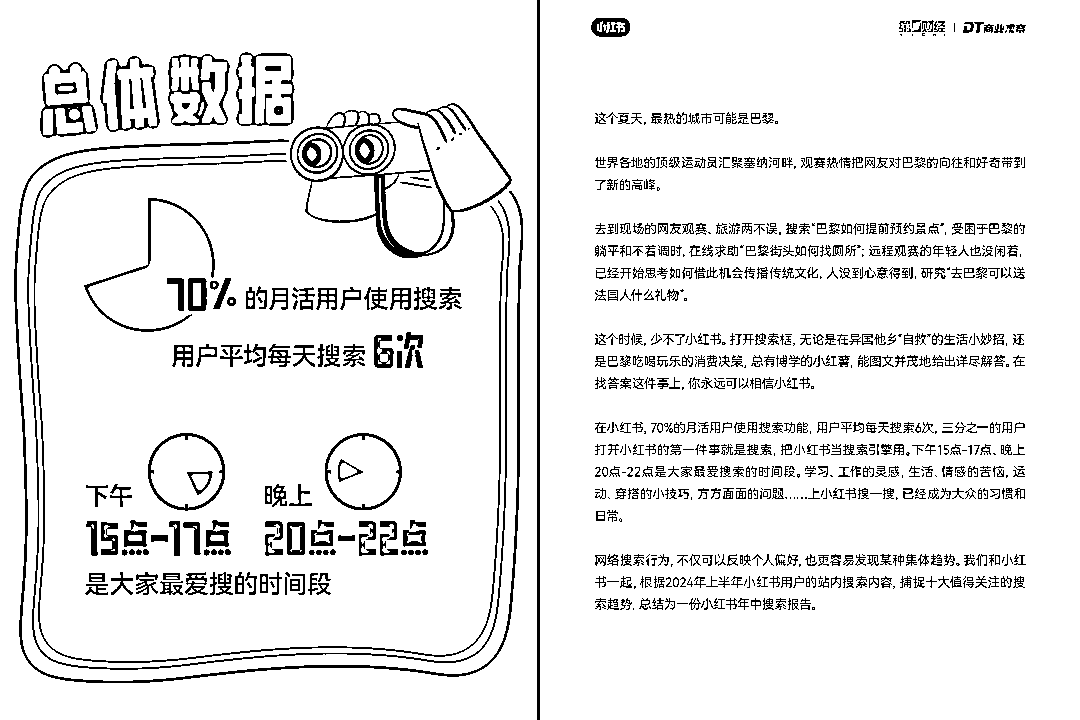 总体数据
70% 的月活用户使用搜索
用户平均每天搜索 6次
下午
15点-17点
晚上
20点-22点
是大家最爱搜的时间段
小红书
第一财经 | DT商业观察
这个夏天，最热的城市可能是巴黎。
世界各地的顶级运动员汇聚塞纳河畔，观赛热情把网友对巴黎的向往和好奇带到
了新的高峰。
去到现场的网友观赛、旅游两不误，搜索“巴黎如何提前预约景点”，受困于巴黎的
躺平和不着调时，在线求助“巴黎街头如何找厕所”；远程观赛的年轻人也没闲着，
已经开始思考如何借此机会传播传统文化，人没到心意得到，研究“去巴黎可以送
法国人什么礼物”。
这个时候，少不了小红书。打开搜索框，无论是在异国他乡“自救”的生活小妙招，还
是巴黎吃喝玩乐的消费决策，总有博学的小红薯，能图文并茂地给出详尽解答。在
找答案这件事上，你永远可以相信小红书。
在小红书，70%的月活用户使用搜索功能，用户平均每天搜索6次，三分之一的用户
打开小红书的第一件事就是搜索，把小红书当搜索引擎用。下午15点-17点、晚上
20点-22点是大家最爱搜索的时间段。学习、工作的灵感，生活、情感的苦恼，运
动、穿搭的小技巧，方方面面的问题……上小红书搜一搜，已经成为大众的习惯和
日常。
网络搜索行为，不仅可以反映个人偏好，也更容易发现某种集体趋势。我们和小红
书一起，根据2024年上半年小红书用户的站内搜索内容，捕捉十大值得关注的搜
索趋势，总结为一份小红书年中搜索报告。